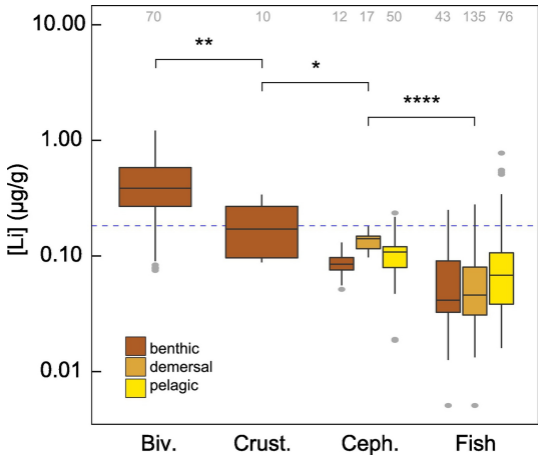 10.00
1.00
0.10
0.01
[Li] (µg/g)
70 10 12 17 50 43 135 76
**
*
****
benthic
demersal
pelagic
Biv. Crust. Ceph. Fish